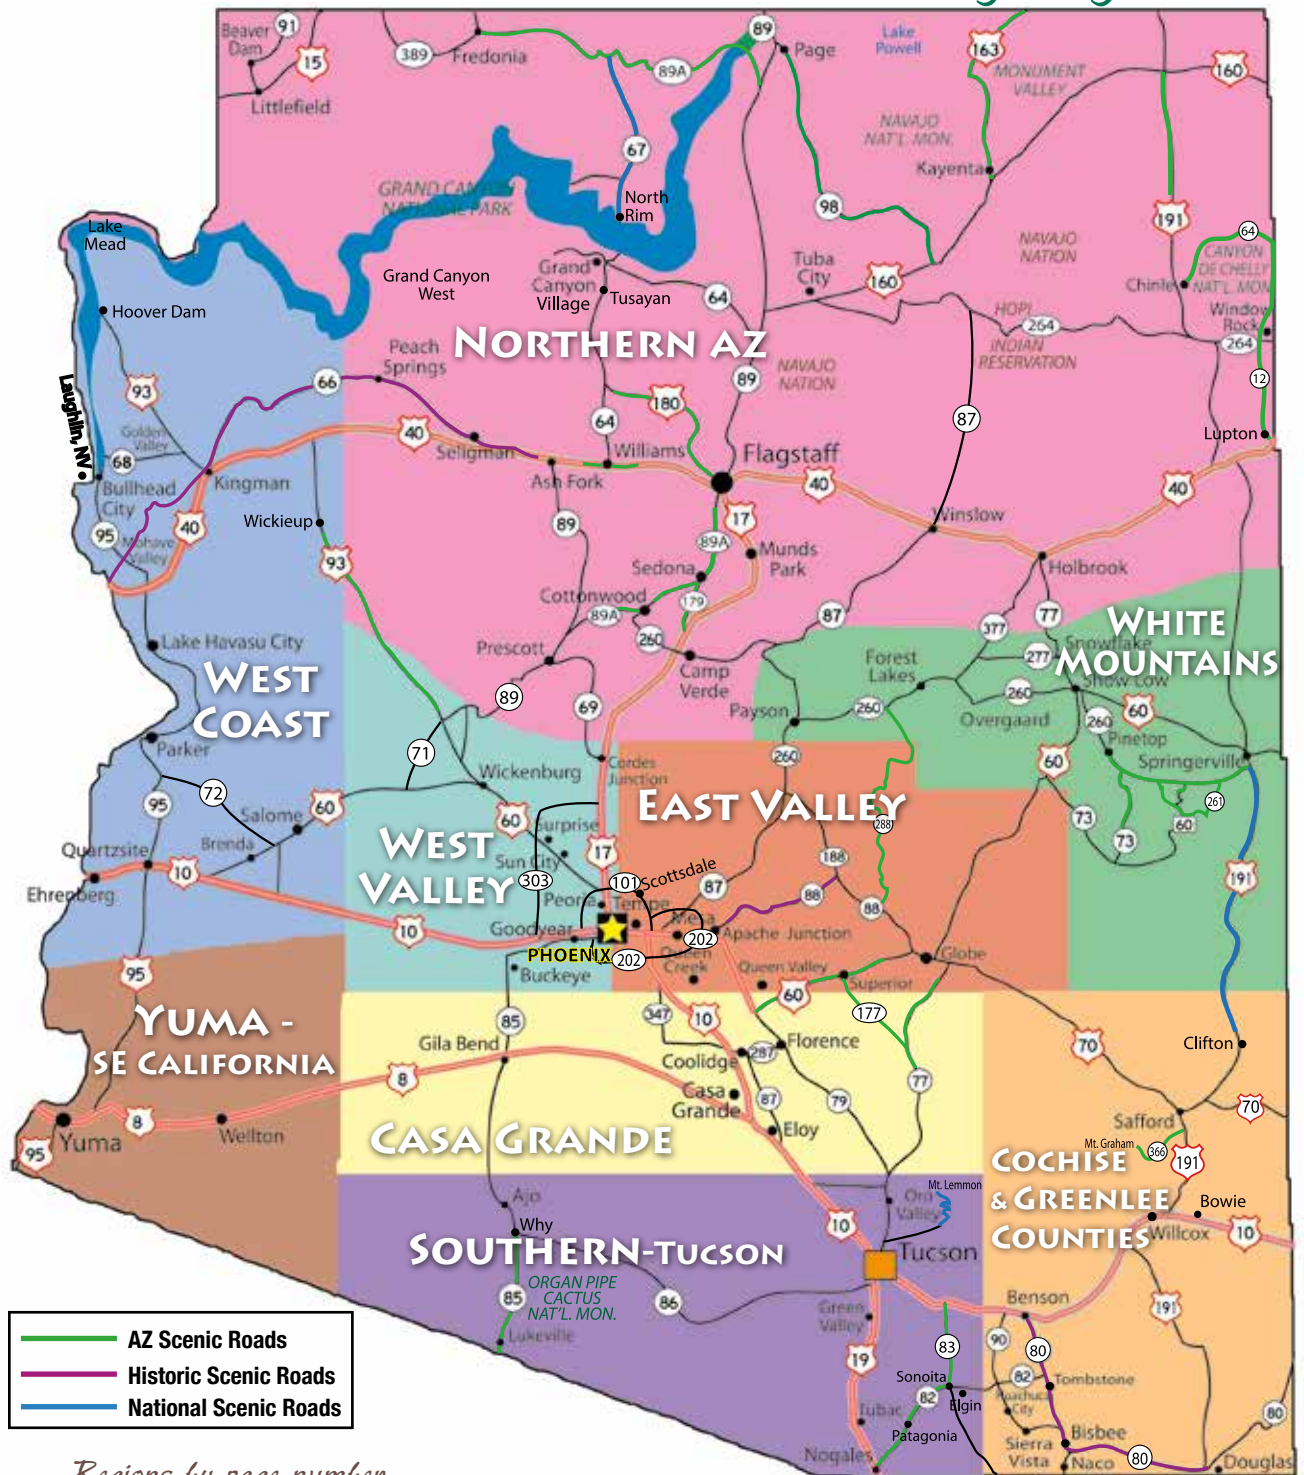 Beaver
Dam
91
15
Littlefield
389
Fredonia
89A
89
Page
Lake
Powell
163
MONUMENT
VALLEY
160
NAVAJO
NAT'L. MON.
Kayenta
67
North
Rim
GRAND CANYON
NATIONAL PARK
98
191
64
CANYON
DE CHELLY
NAT'L. MON.
Chinle
Window
Rock
264
12
Lupton
Lake
Mead
Hoover Dam
Grand Canyon
West
Grand
Canyon
Village
Tusayan
64
Tuba
City
160
NAVAJO
NATION
HOPI
264
INDIAN
RESERVATION
NORTHERN AZ
Peach
Springs
66
93
Laughlin, NV
Golden
Valley
68
Bullhead
City
Kingman
40
95
Mohave
Valley
40
Seligman
Ash Fork
Williams
64
180
89
NAVAJO
NATION
87
Flagstaff
40
40
Winslow
Holbrook
Wickieup
93
89
17
89A
Munds
Park
Sedona
179
Cottonwood
89A
260
Camp
Verde
87
377
77
WHITE
MOUNTAINS
Snowflake
277
Show Low
Forest
Lakes
260
260
Overgaard
60
260
Pinetop
Springerville
Lake Havasu City
WEST
COAST
Prescott
89
69
Payson
260
71
Parker
72
95
Wickenburg
Cordes
Junction
Salome
60
Brenda
Quartzsite
10
Ehrenberg
60
Surprise
Sun City
WEST
VALLEY
303
17
Peoria
101
Scottsdale
Tempe
Mesa
EAST VALLEY
288
188
87
88
88
60
73
73
60
261
191
10
Goodyear
PHOENIX
202
202
Apache Junction
Queen
Creek
Queen Valley
Buckeye
Globe
60
Superior
177
95
YUMA -
SE CALIFORNIA
85
Gila Bend
347
10
Coolidge
287
Florence
77
Casa
Grande
87
79
Eloy
8
8
Yuma
Wellton
95
CASA GRANDE
70
Clifton
70
Safford
Mt. Graham
366
191
COCHISE
& GREENLEE
COUNTIES
Bowie
Willcox
10
Ajo
Why
SOUTHERN-TUCSON
10
Oro
Valley
Mt. Lemmon
Tucson
85
ORGAN PIPE
CACTUS
NAT'L. MON.
86
Lukeville
Green
Valley
19
83
Sonoita
82
Elgin
Patagonia
Tubac
Nogales
Benson
90
80
82
Tombstone
Huachuca
City
Sierra
Vista
Bisbee
Naco
80
Douglas
191
80
AZ Scenic Roads
Historic Scenic Roads
National Scenic Roads
Regions by page number